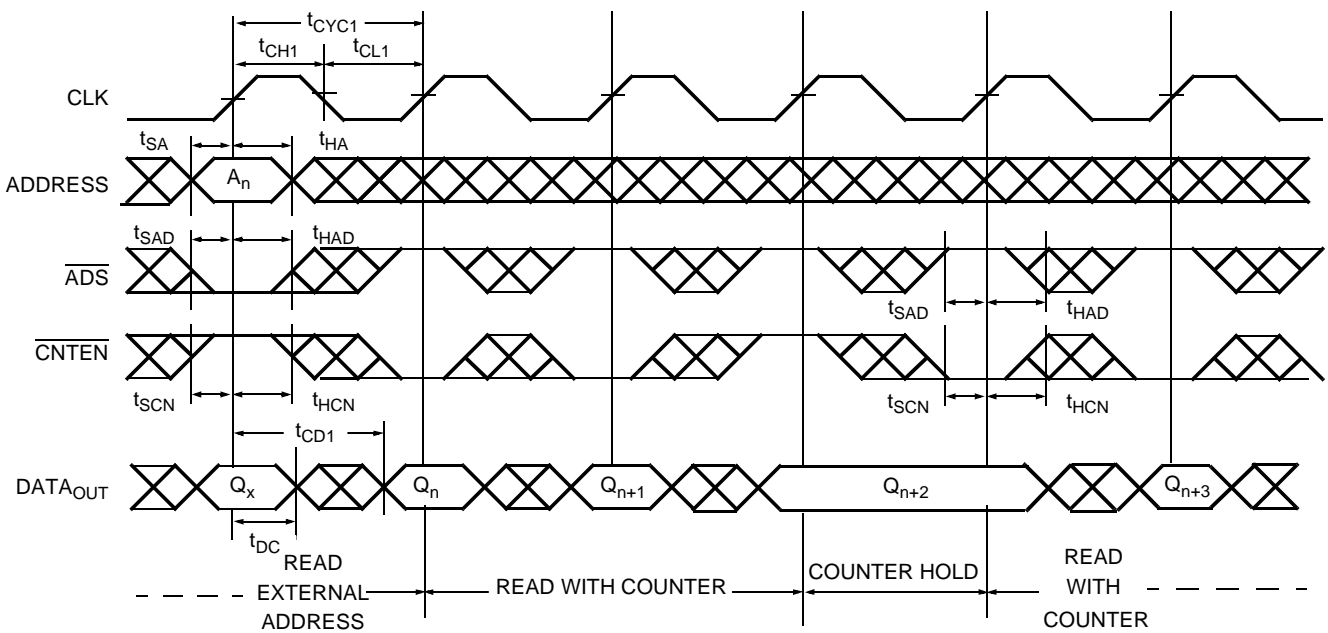 tCYC1
tCH1 tCL1
CLK
tSA tHA
ADDRESS An
tSAD tHAD
ADS
tSAD tHAD
CNTEN
tSCN tHCN tSCN tHCN
tCD1
DATAOUT Qx Qn Qn+1 Qn+2 Qn+3
tDC
READ EXTERNAL ADDRESS
READ WITH COUNTER
COUNTER HOLD
READ WITH COUNTER